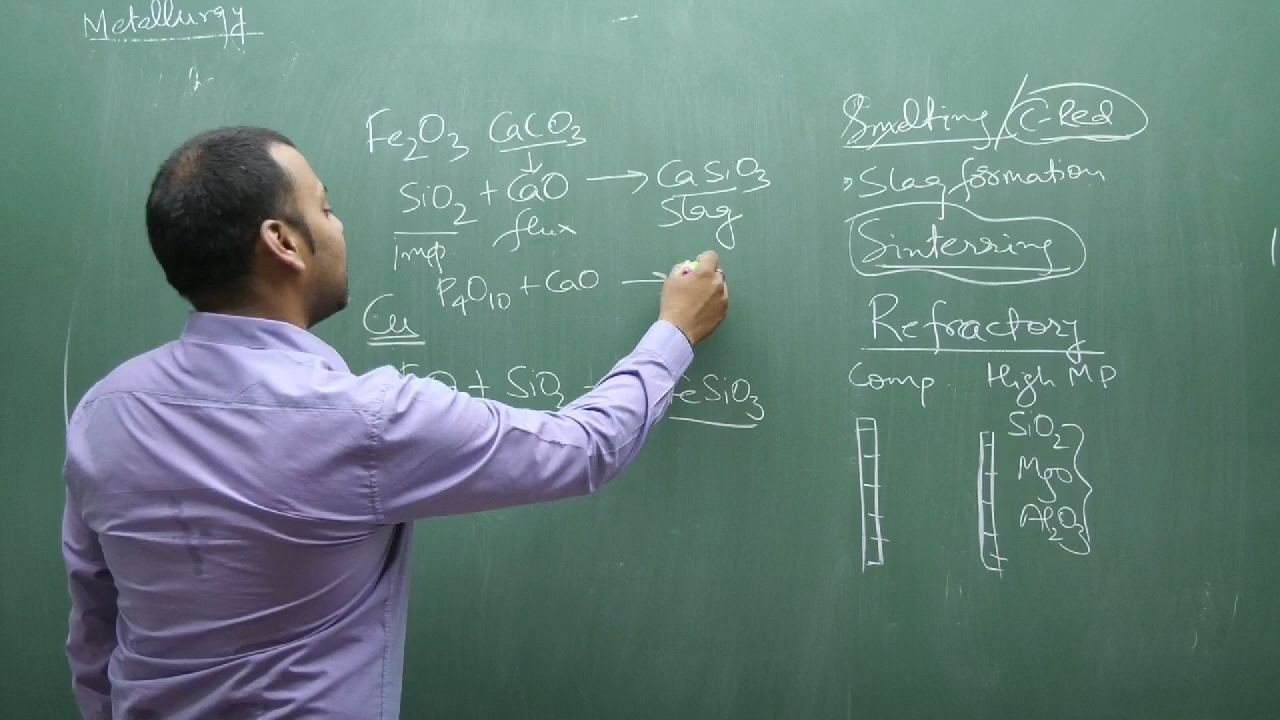 Metallurgy
Fe₂O₃ CaCO₃
↓
SiO₂ + CaO → CaSiO₃
Imp. flux Slag
P₄O₁₀ + CaO →
Cu
O + SiO₂ + eSiO₃
Smelting / C-Red
Slag formation
Sinterring
Refractory
Comp. High MP
SiO₂
MgO
Al₂O₃